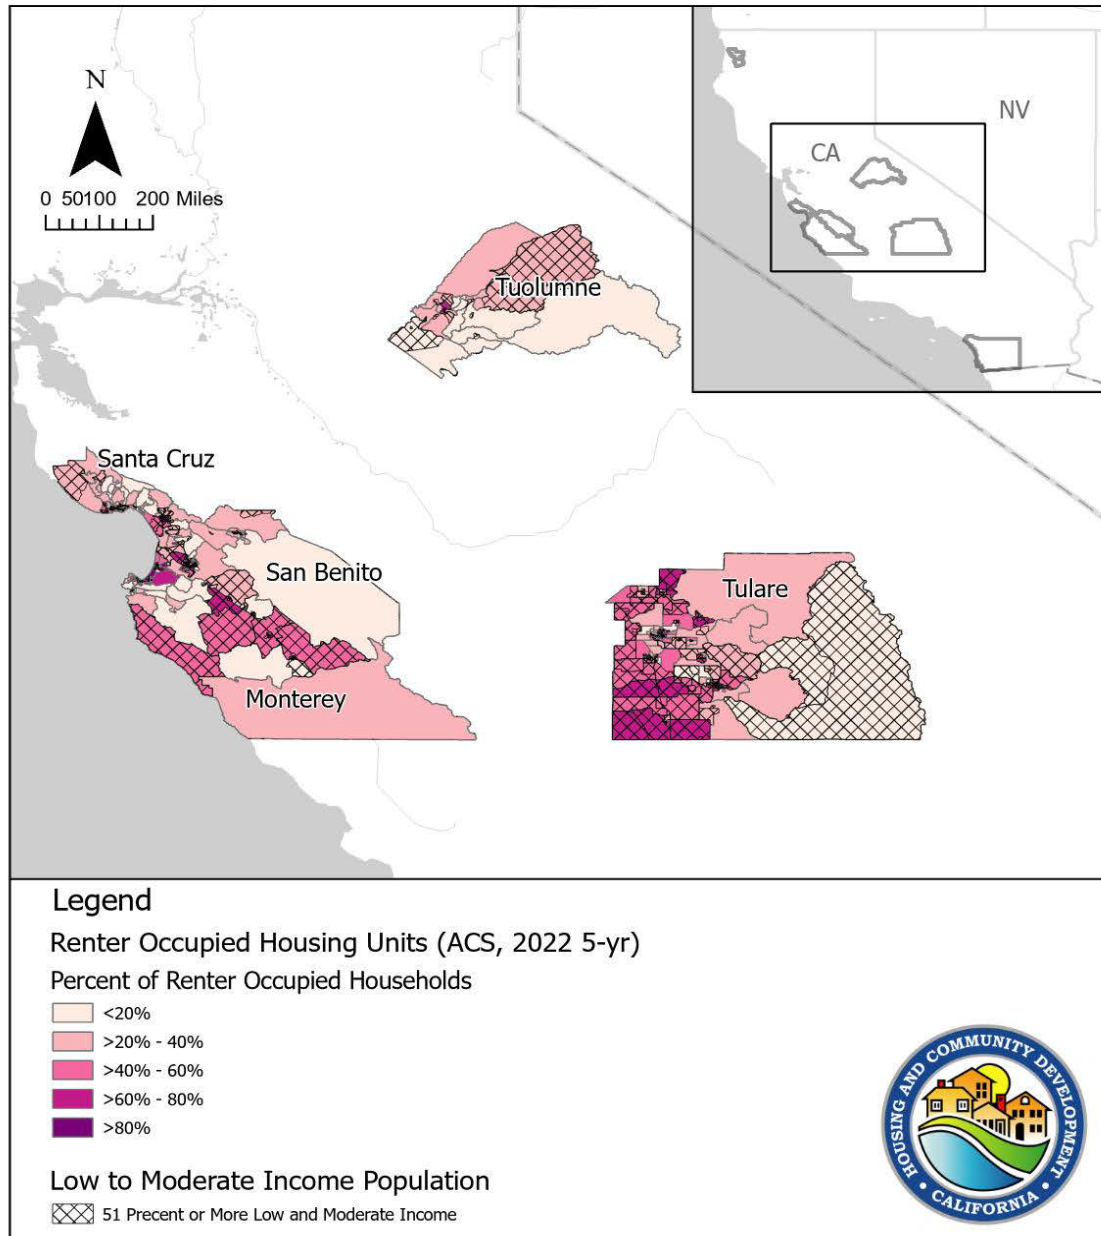 N
0 50100 200 Miles
NV
CA
Tuolumne
Santa Cruz
San Benito
Tulare
Monterey
Legend
Renter Occupied Housing Units (ACS, 2022 5-yr)
Percent of Renter Occupied Households
<20%
>20% - 40%
>40% - 60%
>60% - 80%
>80%
Low to Moderate Income Population
51 Precent or More Low and Moderate Income
HOUSING AND COMMUNITY DEVELOPMENT
• CALIFORNIA •